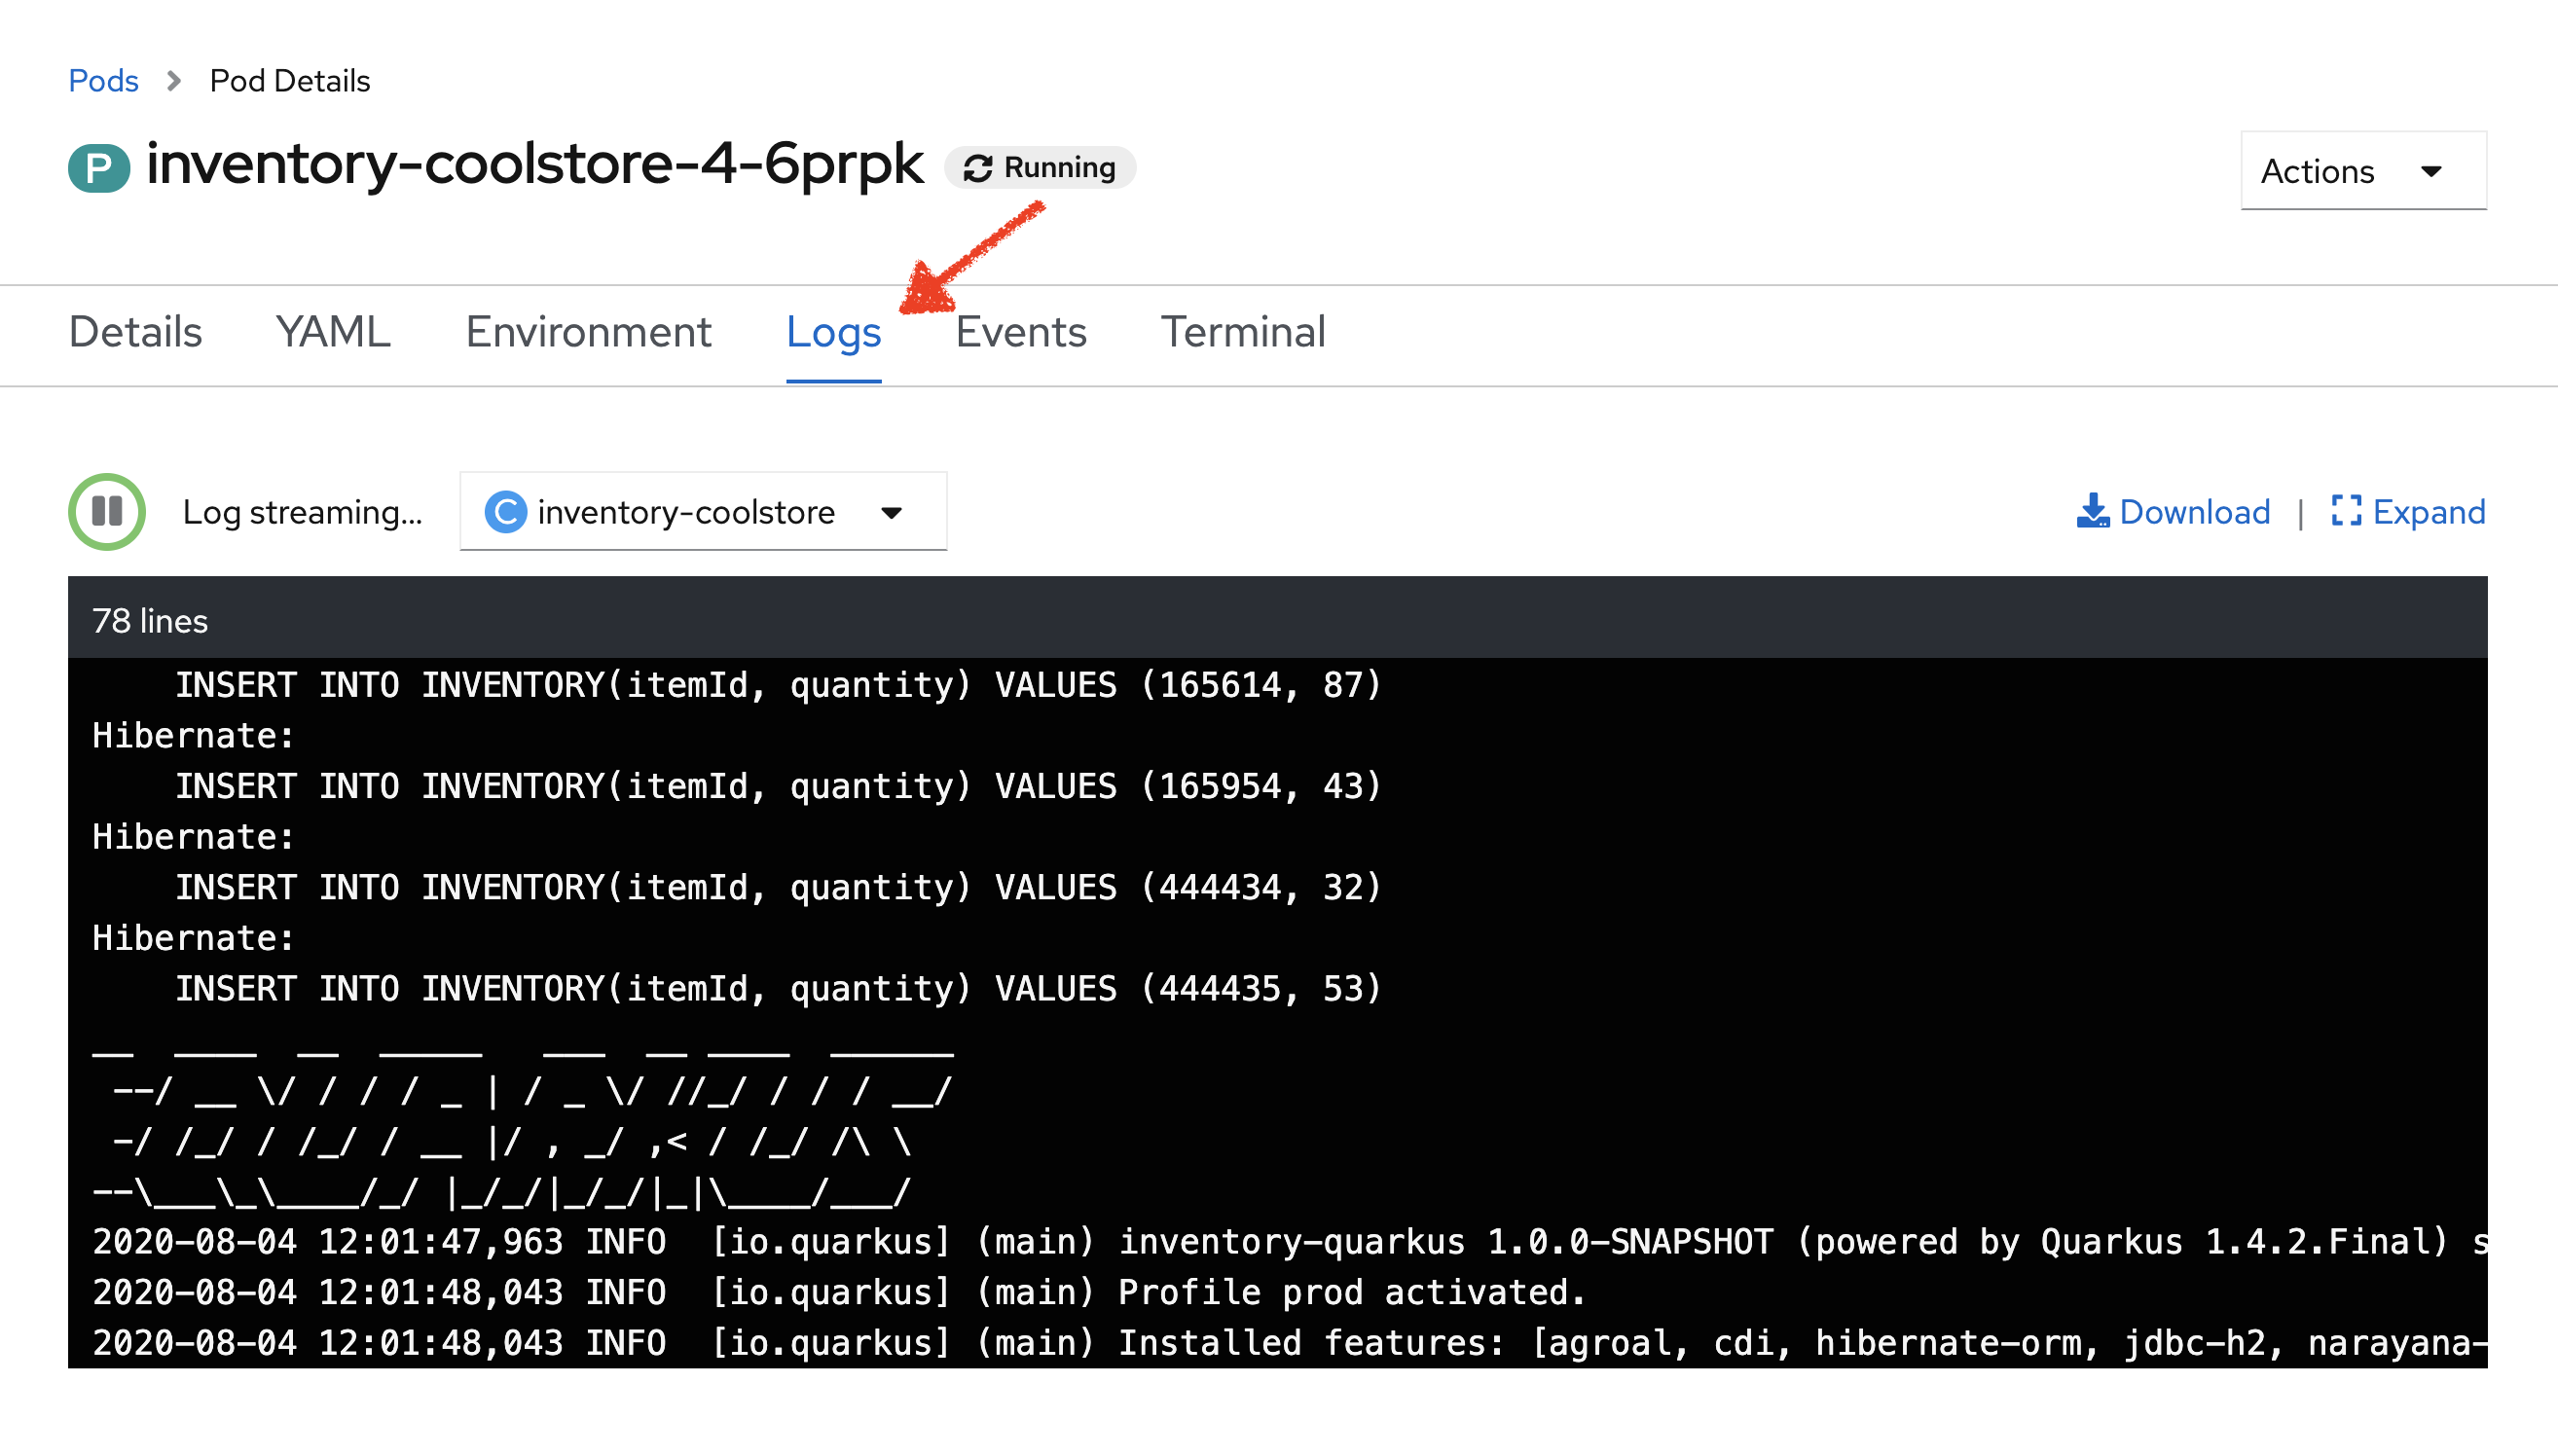 Pods > Pod Details
P inventory-coolstore-4-6prpk Running
Actions
Details YAML Environment Logs Events Terminal
Log streaming... C inventory-coolstore Download | Expand
78 lines
    INSERT INTO INVENTORY(itemId, quantity) VALUES (165614, 87)
Hibernate:
    INSERT INTO INVENTORY(itemId, quantity) VALUES (165954, 43)
Hibernate:
    INSERT INTO INVENTORY(itemId, quantity) VALUES (444434, 32)
Hibernate:
    INSERT INTO INVENTORY(itemId, quantity) VALUES (444435, 53)
__  ____  __  _____   ___  __ ____  ______
 --/ __ \/ / / / _ | / _ \/ //_/ / / / __/
 -/ /_/ / /_/ / __ |/ , _/ ,< / /_/ /\ \
--\___\_\____/_/ |_/_/|_/_/|_|\____/___/
2020-08-04 12:01:47,963 INFO  [io.quarkus] (main) inventory-quarkus 1.0.0-SNAPSHOT (powered by Quarkus 1.4.2.Final) s
2020-08-04 12:01:48,043 INFO  [io.quarkus] (main) Profile prod activated.
2020-08-04 12:01:48,043 INFO  [io.quarkus] (main) Installed features: [agroal, cdi, hibernate-orm, jdbc-h2, narayana-